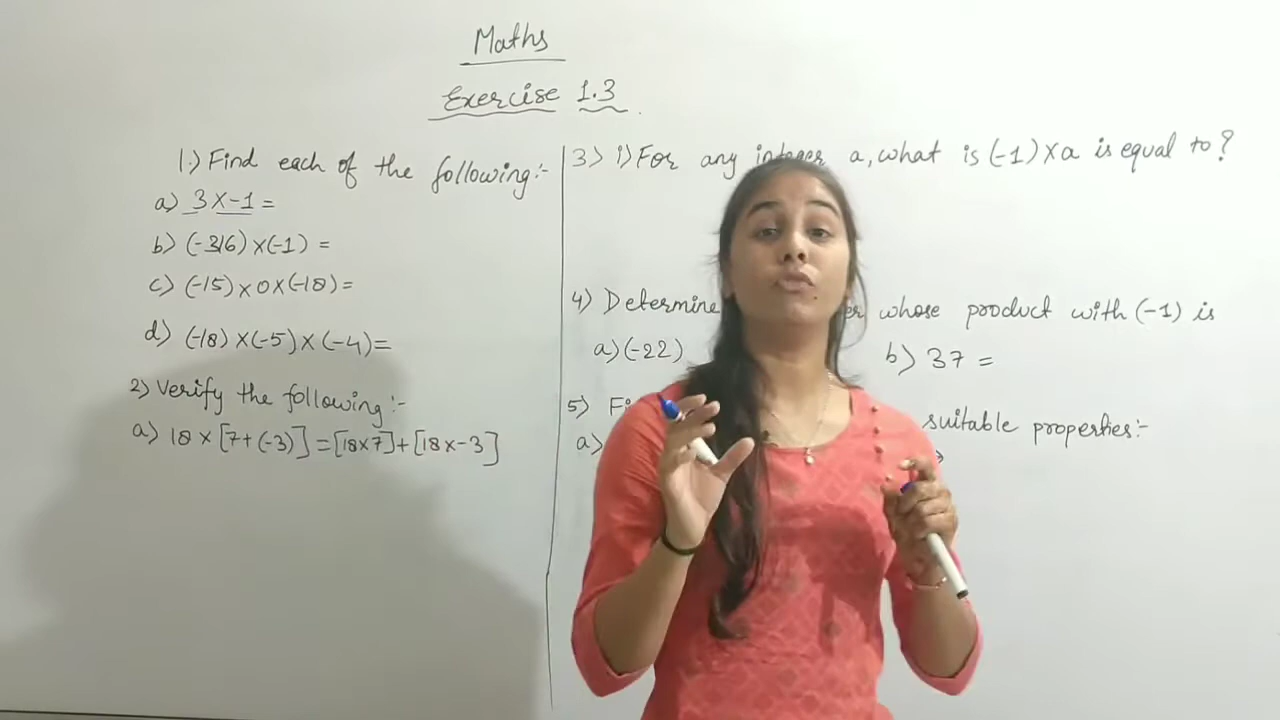 Maths
Exercise 1.3
1.) Find each of the following:-
a) 3 X -1 =
b) (-316) X (-1) =
c) (-15) X 0 X (-18) =
d) (-18) X (-5) X (-4) =
2) Verify the following:-
a) 18 X [7 + (-3)] = [18 X 7] + [18 X -3]
3> i) For any integer a, what is (-1) X a is equal to?
4) Determine whose product with (-1) is
a) (-22)
b) 37 =
5) suitable properties:-
a)